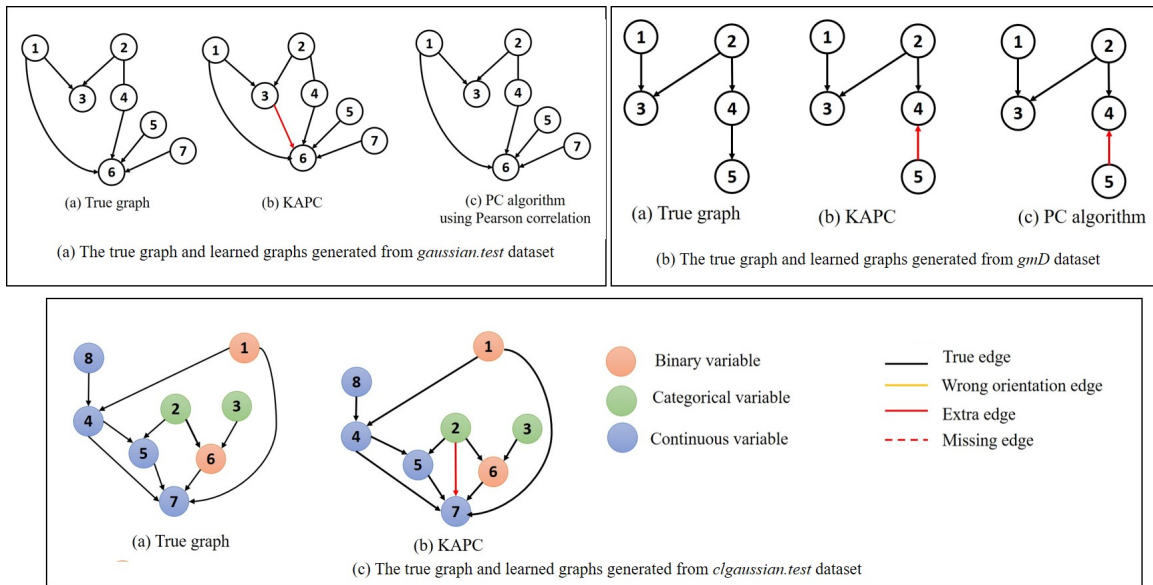 1
2
3
4
5
7
6
(a) True graph
1
2
3
4
5
7
6
(b) KAPC
1
2
3
4
5
7
6
(c) PC algorithm
using Pearson correlation
(a) The true graph and learned graphs generated from gaussian.test dataset
1
2
3
4
5
(a) True graph
1
2
3
4
5
(b) KAPC
1
2
3
4
5
(c) PC algorithm
(b) The true graph and learned graphs generated from gmD dataset
8
1
4
2
3
5
6
7
(a) True graph
1
8
4
2
3
5
6
7
(b) KAPC
Binary variable
Categorical variable
Continuous variable
True edge
Wrong orientation edge
Extra edge
Missing edge
(c) The true graph and learned graphs generated from clgaussian.test dataset